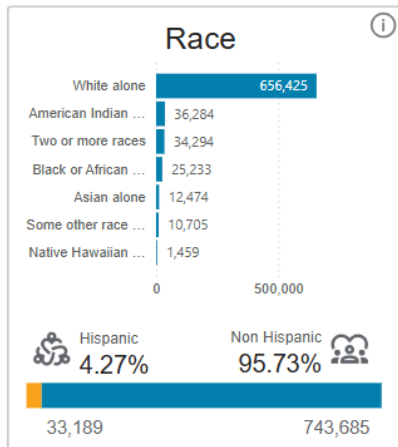 Race
White alone 656,425
American Indian ... 36,284
Two or more races 34,294
Black or African ... 25,233
Asian alone 12,474
Some other race ... 10,705
Native Hawaiian ... 1,459
0 500,000
Hispanic Non Hispanic
4.27% 95.73%
33,189 743,685